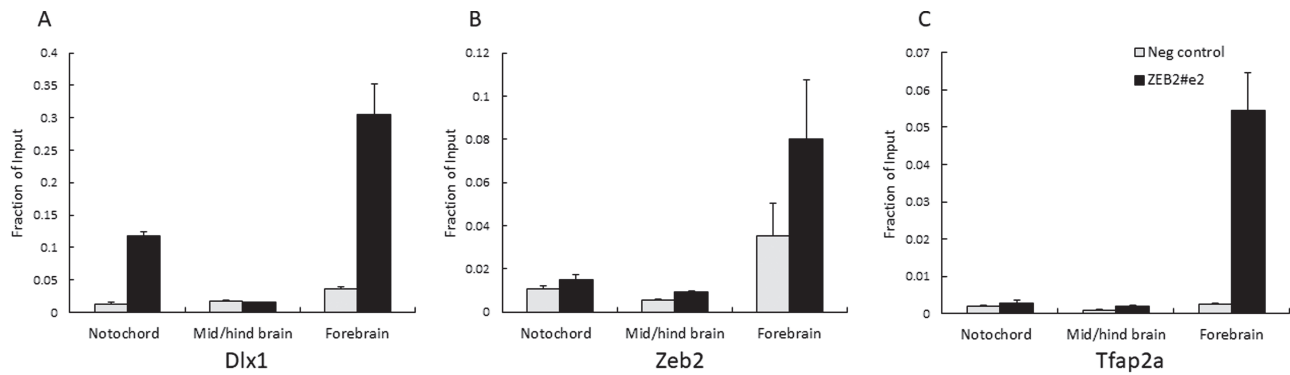 A
0.4
0.35
0.3
0.25
0.2
0.15
0.1
0.05
0
Fraction of Input
Notochord Mid/hind brain Forebrain
Dlx1
B
0.12
0.1
0.08
0.06
0.04
0.02
0
Fraction of Input
Notochord Mid/hind brain Forebrain
Zeb2
C
0.07
0.06
0.05
0.04
0.03
0.02
0.01
0
Fraction of Input
Neg control
ZEB2#e2
Notochord Mid/hind brain Forebrain
Tfap2a